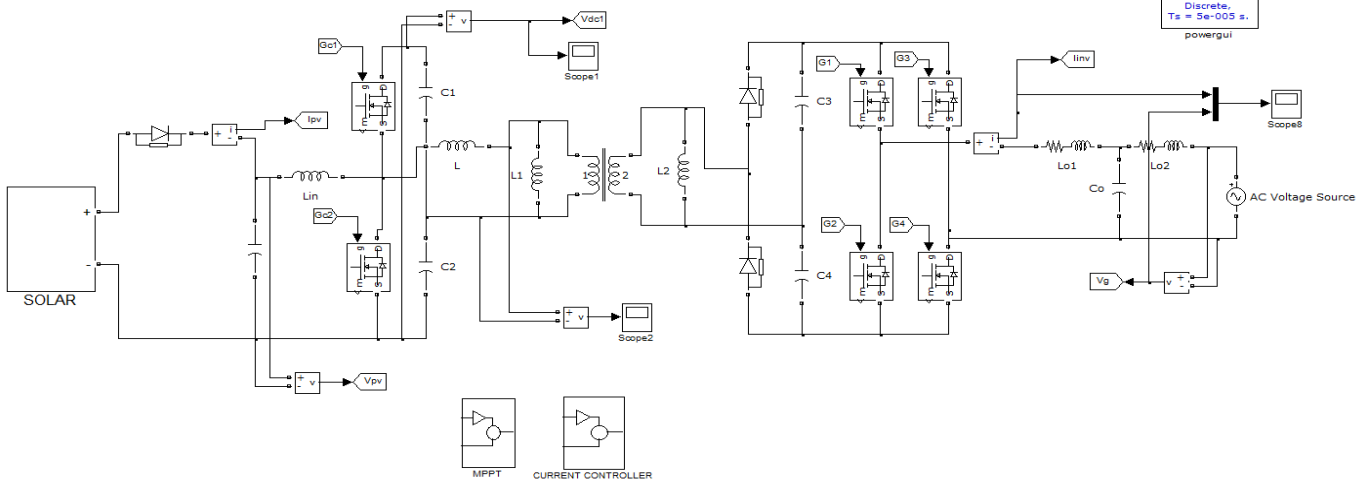 Discrete,
Ts = 5e-005 s.
powergui
Vdc1
Scope1
Gc1
C1
Ipv
Iinv
G1
G3
C3
Scope8
L
L1
1
2
L2
Lin
Lo1
Lo2
Co
AC Voltage Source
SOLAR
Gc2
C2
G2
G4
C4
Vg
Scope2
Vpv
MPPT
CURRENT CONTROLLER
+
-
+
-
i
+
-
v
+
-
v
+
-
v
+
-
i
+
-
v
+
g
D
S
m
g
D
S
m
g
D
S
m
g
D
S
m
g
D
S
m
g
D
S
m